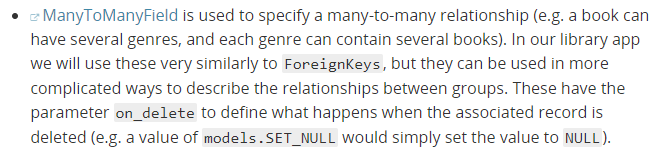 ManyToManyField is used to specify a many-to-many relationship (e.g. a book can
have several genres, and each genre can contain several books). In our library app
we will use these very similarly to ForeignKeys, but they can be used in more
complicated ways to describe the relationships between groups. These have the
parameter on_delete to define what happens when the associated record is
deleted (e.g. a value of models.SET_NULL would simply set the value to NULL).